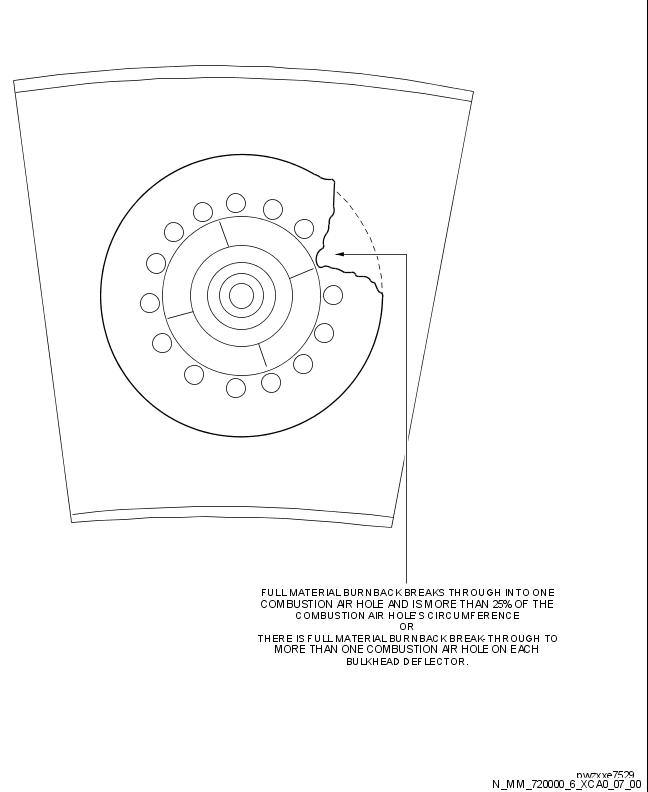 FULL MATERIAL BURNBACK BREAKS THROUGH INTO ONE
COMBUSTION AIR HOLE AND IS MORE THAN 25% OF THE
COMBUSTION AIR HOLE'S CIRCUMFERENCE
OR
THERE IS FULL MATERIAL BURNBACK BREAK-THROUGH TO
MORE THAN ONE COMBUSTION AIR HOLE ON EACH
BULKHEAD DEFLECTOR.
pwzxxe7529
N_MM_720000_6_XCA0_07_00